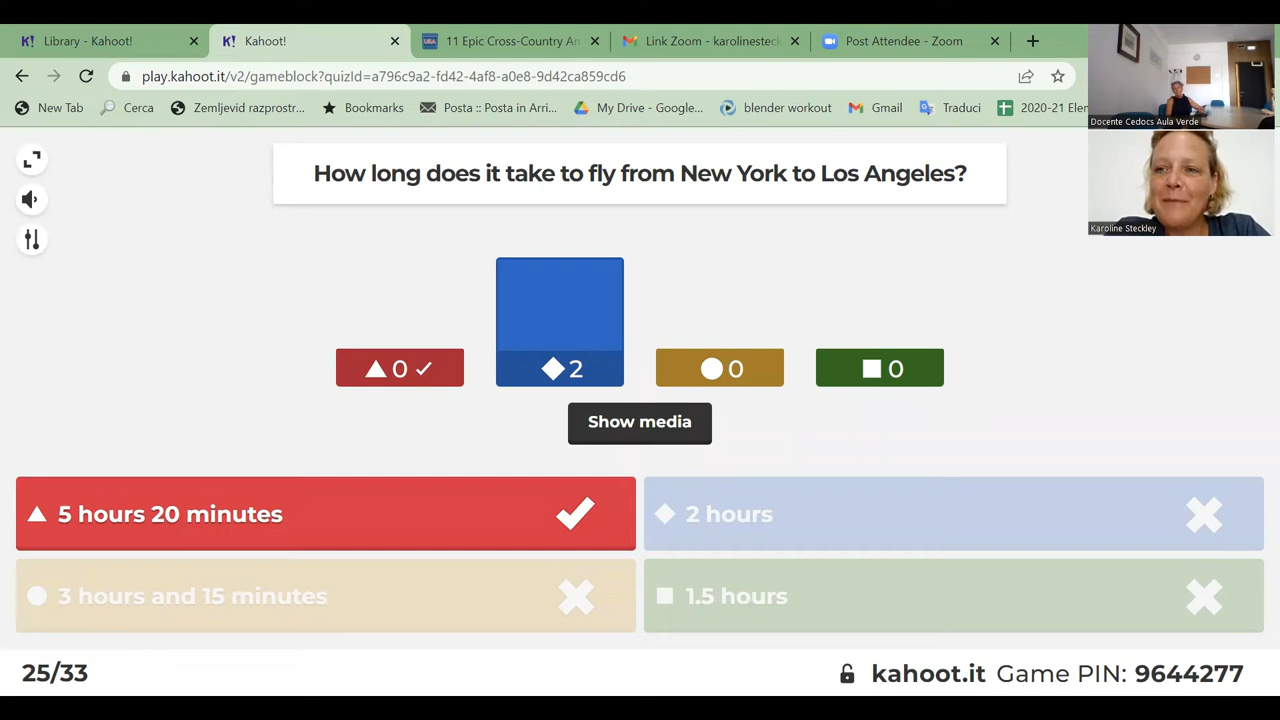 Library - Kahoot!
Kahoot!
11 Epic Cross-Country Am
Link Zoom - karolinesteck
Post Attendee - Zoom
play.kahoot.it/v2/gameblock?quizId=a796c9a2-fd42-4af8-a0e8-9d42ca859cd6
New Tab
Cerca
Zemljevid razprostr...
Bookmarks
Posta :: Posta in Arri...
My Drive - Google...
blender workout
Gmail
Traduci
2020-21 Elem
Docente Cedocs Aula Verde
Karoline Steckley
How long does it take to fly from New York to Los Angeles?
0
2
0
0
Show media
5 hours 20 minutes
2 hours
3 hours and 15 minutes
1.5 hours
25/33
kahoot.it Game PIN: 9644277